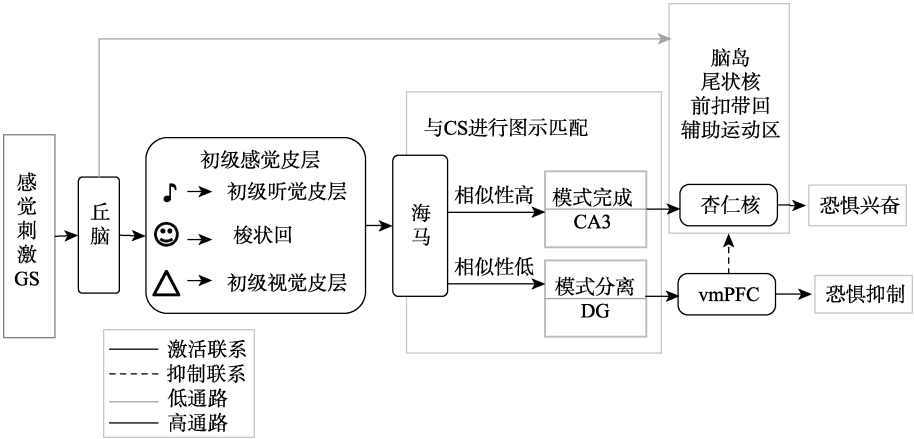 感
觉
刺
激
GS
丘
脑
初级感觉皮层
初级听觉皮层
梭状回
初级视觉皮层
海
马
与CS进行图示匹配
相似性高
模式完成
CA3
相似性低
模式分离
DG
脑岛
尾状核
前扣带回
辅助运动区
杏仁核
恐惧兴奋
vmPFC
恐惧抑制
激活联系
抑制联系
低通路
高通路